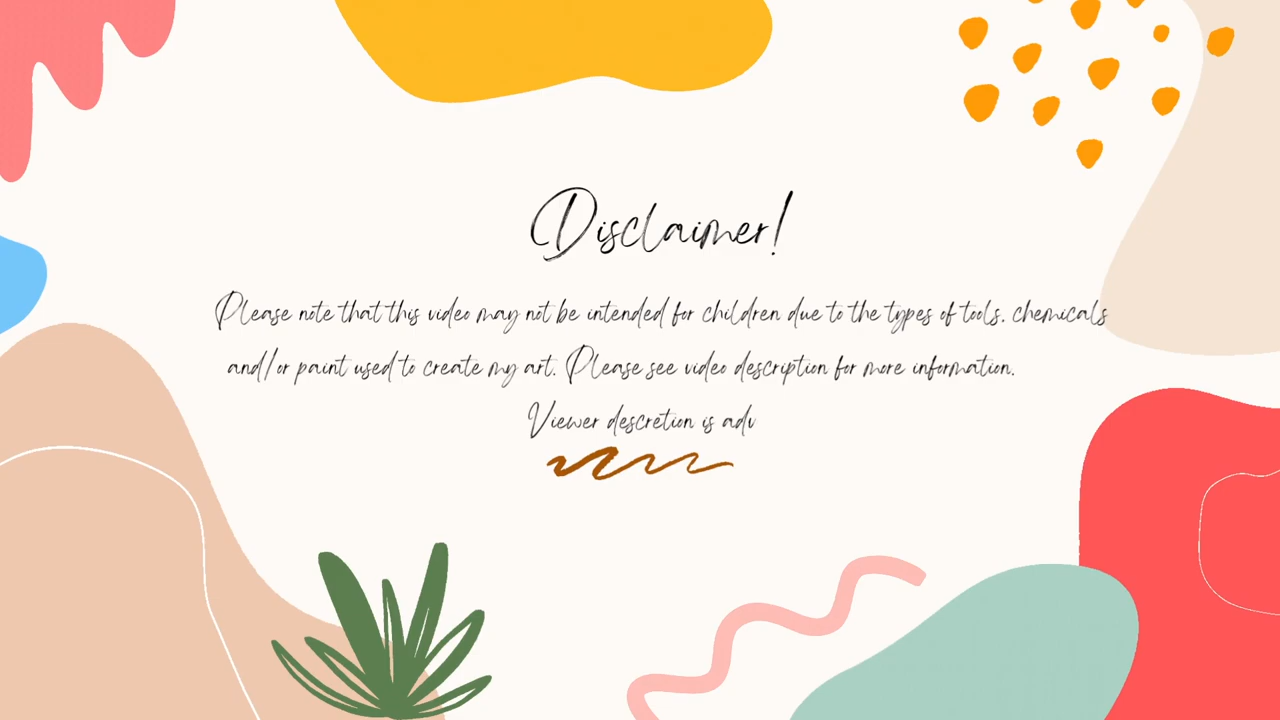 Disclaimer!
Please note that this video may not be intended for children due to the types of tools, chemicals
and/or paint used to create my art. Please see video description for more information.
Viewer descretion is adv